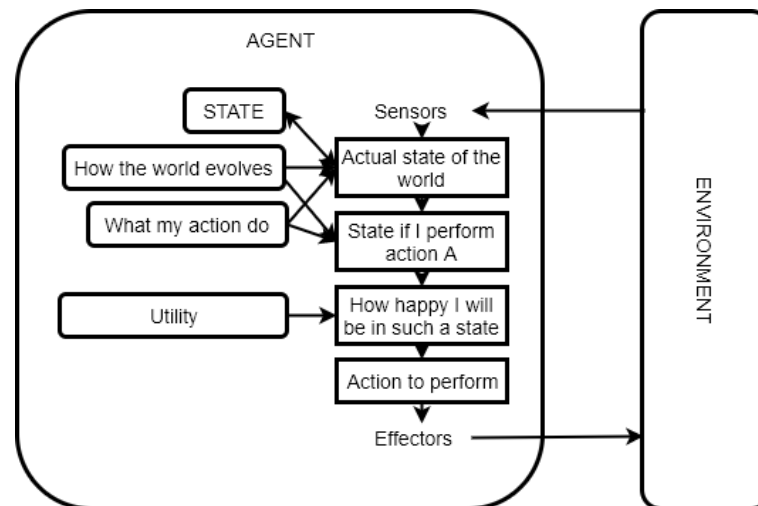 AGENT
STATE
Sensors
How the world evolves
Actual state of the
world
What my action do
State if I perform
action A
Utility
How happy I will
be in such a state
Action to perform
Effectors
ENVIRONMENT